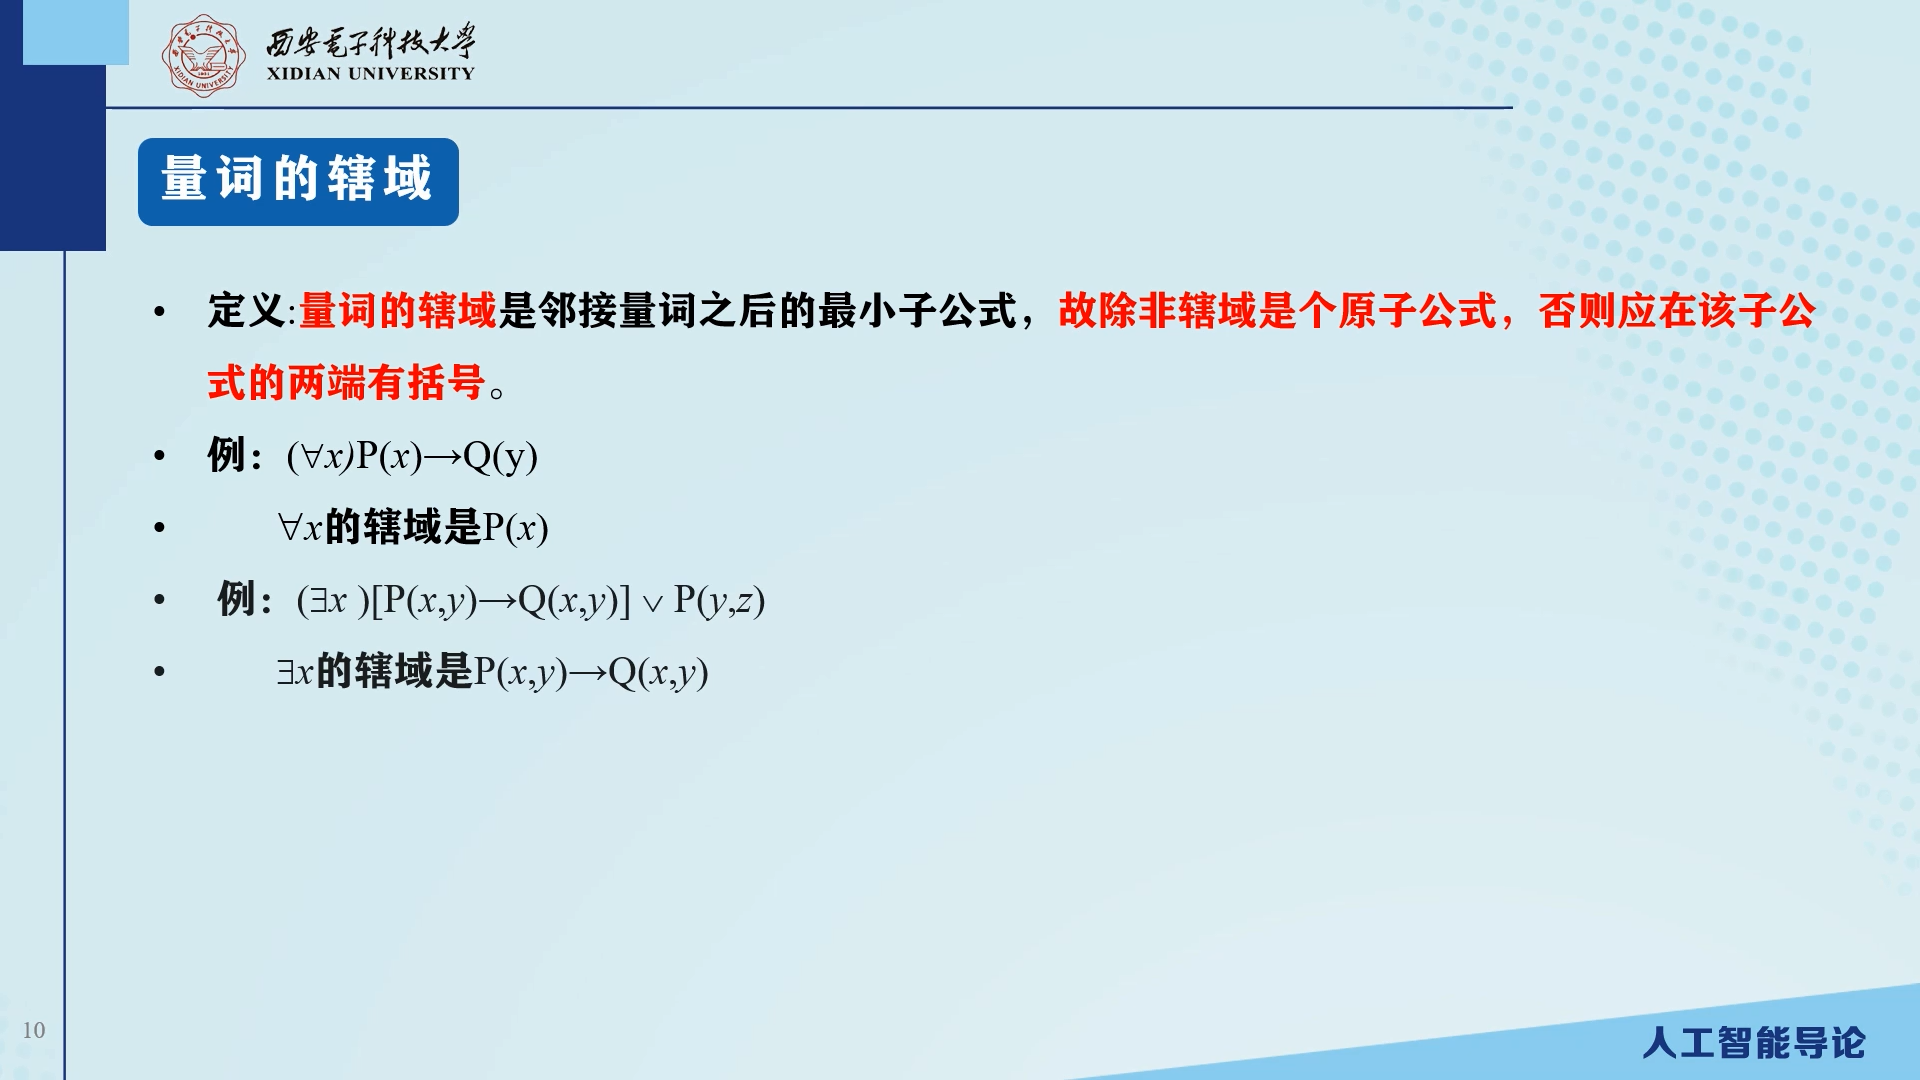 西安电子科技大学
XIDIAN UNIVERSITY
量词的辖域
• 定义:量词的辖域是邻接量词之后的最小子公式，故除非辖域是个原子公式，否则应在该子公
式的两端有括号。
• 例：(∀x)P(x)→Q(y)
• ∀x的辖域是P(x)
• 例：(∃x )[P(x,y)→Q(x,y)] ∨ P(y,z)
• ∃x的辖域是P(x,y)→Q(x,y)
10
人工智能导论